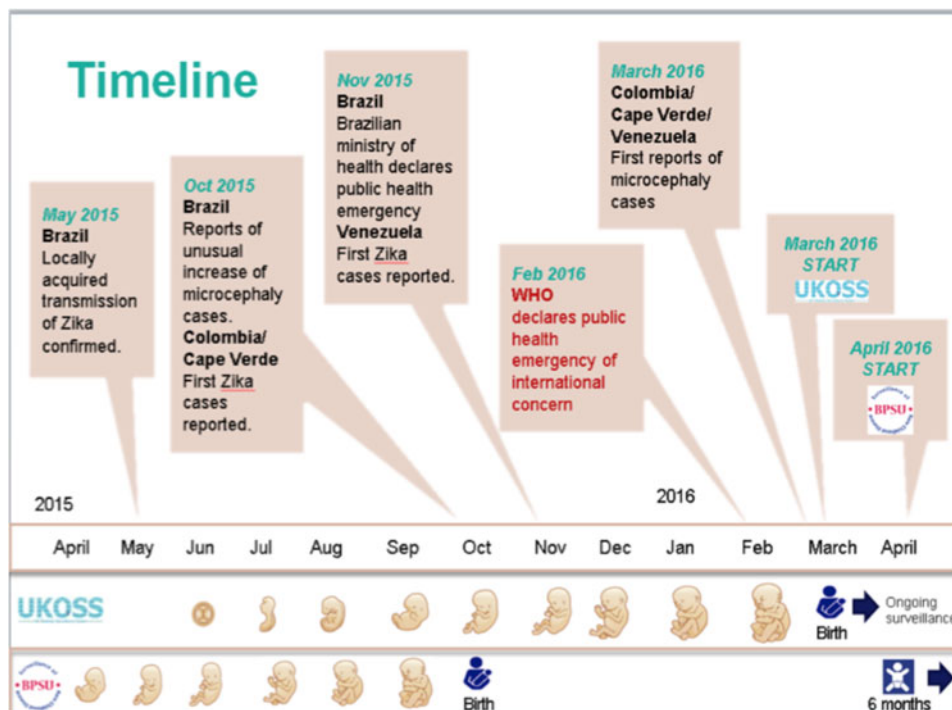 Timeline
May 2015
Brazil
Locally
acquired
transmission
of Zika
confirmed.
Oct 2015
Brazil
Reports of
unusual
increase of
microcephaly
cases.
Colombia/
Cape Verde
First Zika
cases
reported.
Nov 2015
Brazil
Brazilian
ministry of
health declares
public health
emergency
Venezuela
First Zika
cases reported.
Feb 2016
WHO
declares public
health
emergency of
international
concern
March 2016
Colombia/
Cape Verde/
Venezuela
First reports of
microcephaly
cases
March 2016
START
UKOSS
April 2016
START
BPSU
2015 2016
April May Jun Jul Aug Sep Oct Nov Dec Jan Feb March April
UKOSS
Birth
Ongoing
surveillance
BPSU
Birth
6 months